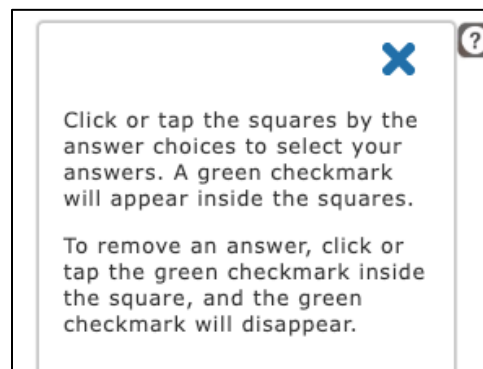 ?
Click or tap the squares by the
answer choices to select your
answers. A green checkmark
will appear inside the squares.
To remove an answer, click or
tap the green checkmark inside
the square, and the green
checkmark will disappear.